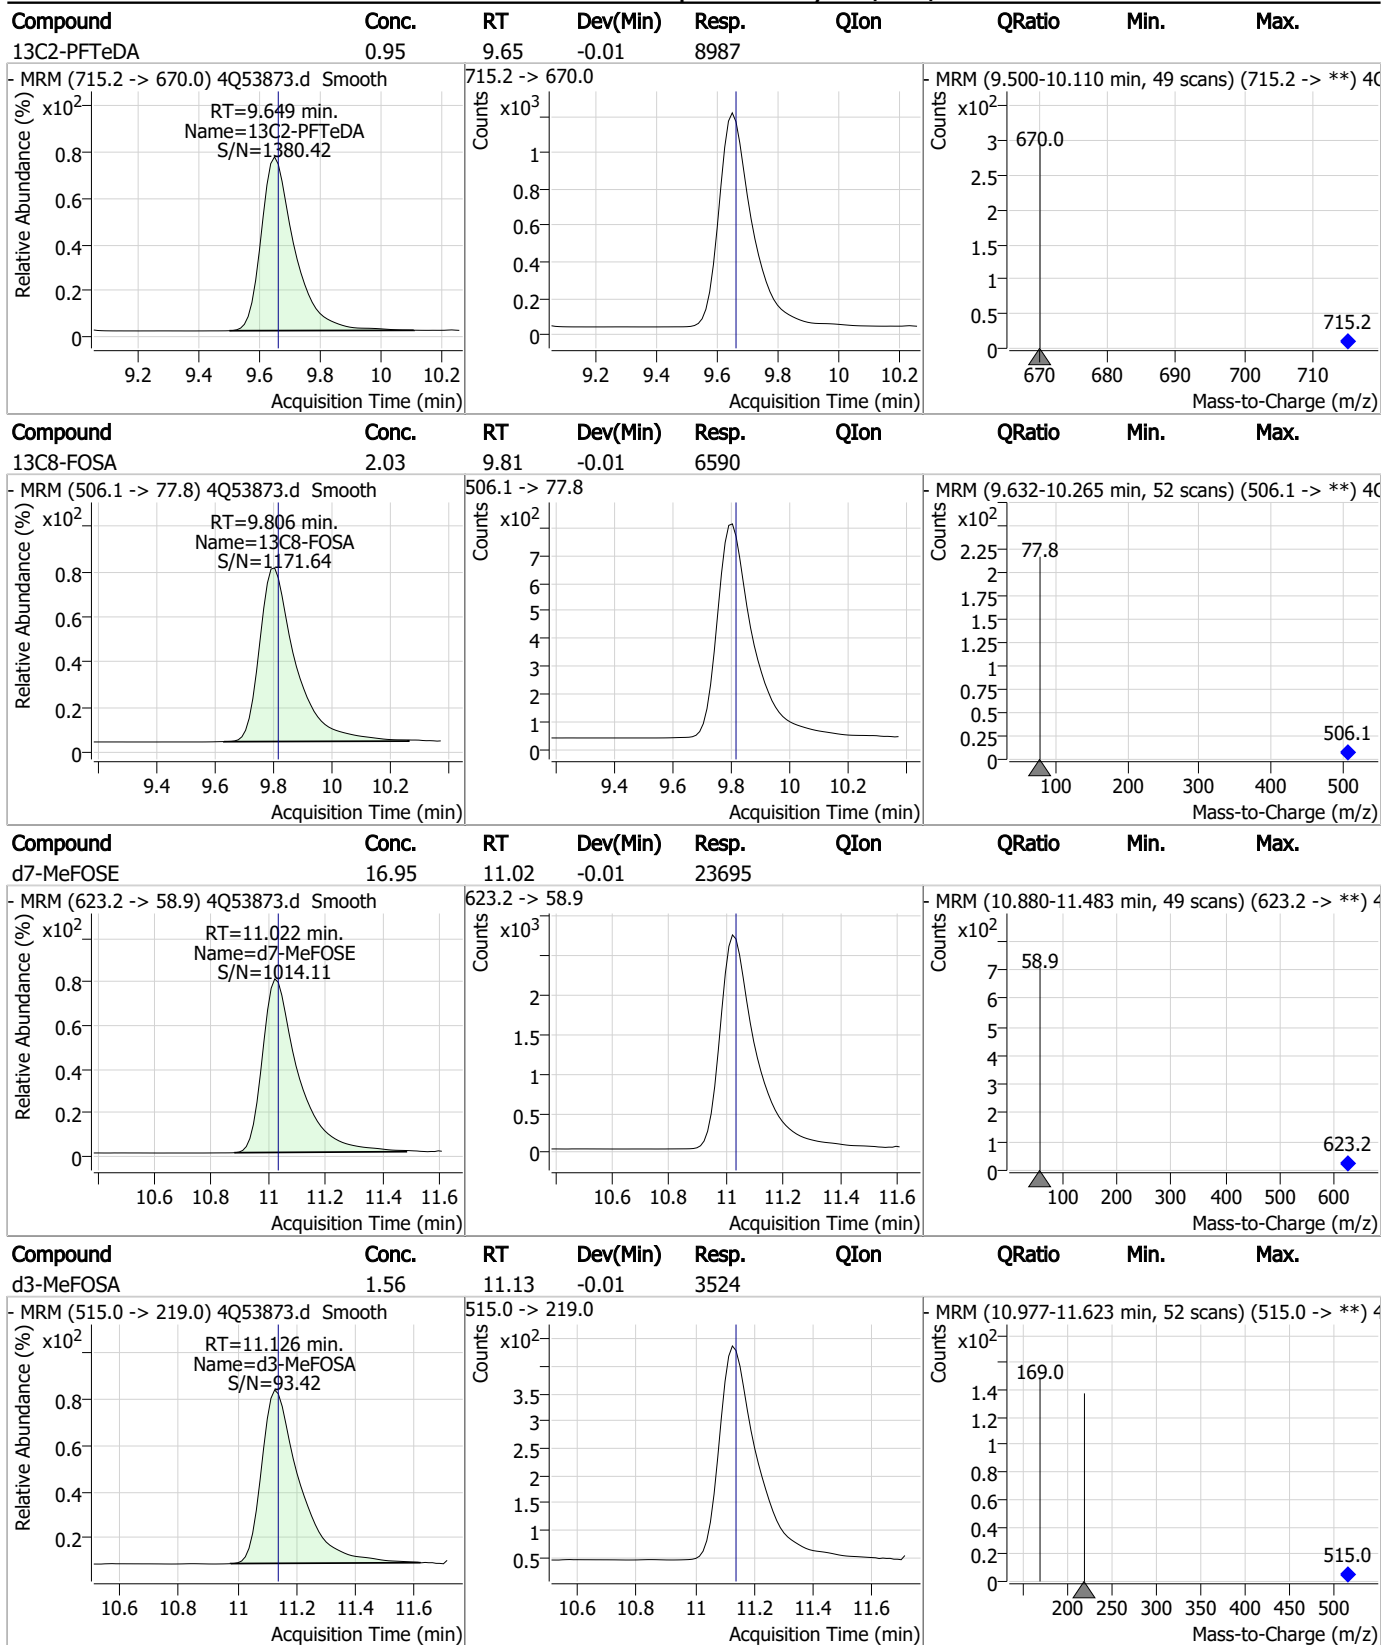 Compound Conc. RT Dev(Min) Resp. QIon QRatio Min. Max.
13C2-PFTeDA 0.95 9.65 -0.01 8987
- MRM (715.2 -> 670.0) 4Q53873.d Smooth
RT=9.649 min.
Name=13C2-PFTeDA
S/N=1380.42
Relative Abundance (%)
x10²
0.8
0.6
0.4
0.2
0
9.2 9.4 9.6 9.8 10 10.2
Acquisition Time (min)
715.2 -> 670.0
Counts
x10³
1
0.8
0.6
0.4
0.2
0
9.2 9.4 9.6 9.8 10 10.2
Acquisition Time (min)
- MRM (9.500-10.110 min, 49 scans) (715.2 -> **)
Counts
x10²
3
2.5
2
1.5
1
0.5
0
670.0
715.2
670 680 690 700 710
Mass-to-Charge (m/z)
Compound Conc. RT Dev(Min) Resp. QIon QRatio Min. Max.
13C8-FOSA 2.03 9.81 -0.01 6590
- MRM (506.1 -> 77.8) 4Q53873.d Smooth
RT=9.806 min.
Name=13C8-FOSA
S/N=1171.64
Relative Abundance (%)
x10²
0.8
0.6
0.4
0.2
0
9.4 9.6 9.8 10 10.2
Acquisition Time (min)
506.1 -> 77.8
Counts
x10²
7
6
5
4
3
2
1
0
9.4 9.6 9.8 10 10.2
Acquisition Time (min)
- MRM (9.632-10.265 min, 52 scans) (506.1 -> **)
Counts
x10²
2.25
2
1.75
1.5
1.25
1
0.75
0.5
0.25
0
77.8
506.1
100 200 300 400 500
Mass-to-Charge (m/z)
Compound Conc. RT Dev(Min) Resp. QIon QRatio Min. Max.
d7-MeFOSE 16.95 11.02 -0.01 23695
- MRM (623.2 -> 58.9) 4Q53873.d Smooth
RT=11.022 min.
Name=d7-MeFOSE
S/N=1014.11
Relative Abundance (%)
x10²
0.8
0.6
0.4
0.2
0
10.6 10.8 11 11.2 11.4 11.6
Acquisition Time (min)
623.2 -> 58.9
Counts
x10³
2
1.5
1
0.5
0
10.6 10.8 11 11.2 11.4 11.6
Acquisition Time (min)
- MRM (10.880-11.483 min, 49 scans) (623.2 -> **) 4
Counts
x10²
7
6
5
4
3
2
1
0
58.9
623.2
100 200 300 400 500 600
Mass-to-Charge (m/z)
Compound Conc. RT Dev(Min) Resp. QIon QRatio Min. Max.
d3-MeFOSA 1.56 11.13 -0.01 3524
- MRM (515.0 -> 219.0) 4Q53873.d Smooth
RT=11.126 min.
Name=d3-MeFOSA
S/N=93.42
Relative Abundance (%)
x10²
0.8
0.6
0.4
0.2
10.6 10.8 11 11.2 11.4 11.6
Acquisition Time (min)
515.0 -> 219.0
Counts
x10²
3.5
3
2.5
2
1.5
1
0.5
10.6 10.8 11 11.2 11.4 11.6
Acquisition Time (min)
- MRM (10.977-11.623 min, 52 scans) (515.0 -> **) 4
Counts
x10²
1.4
1.2
1
0.8
0.6
0.4
0.2
0
169.0
515.0
200 250 300 350 400 450 500
Mass-to-Charge (m/z)